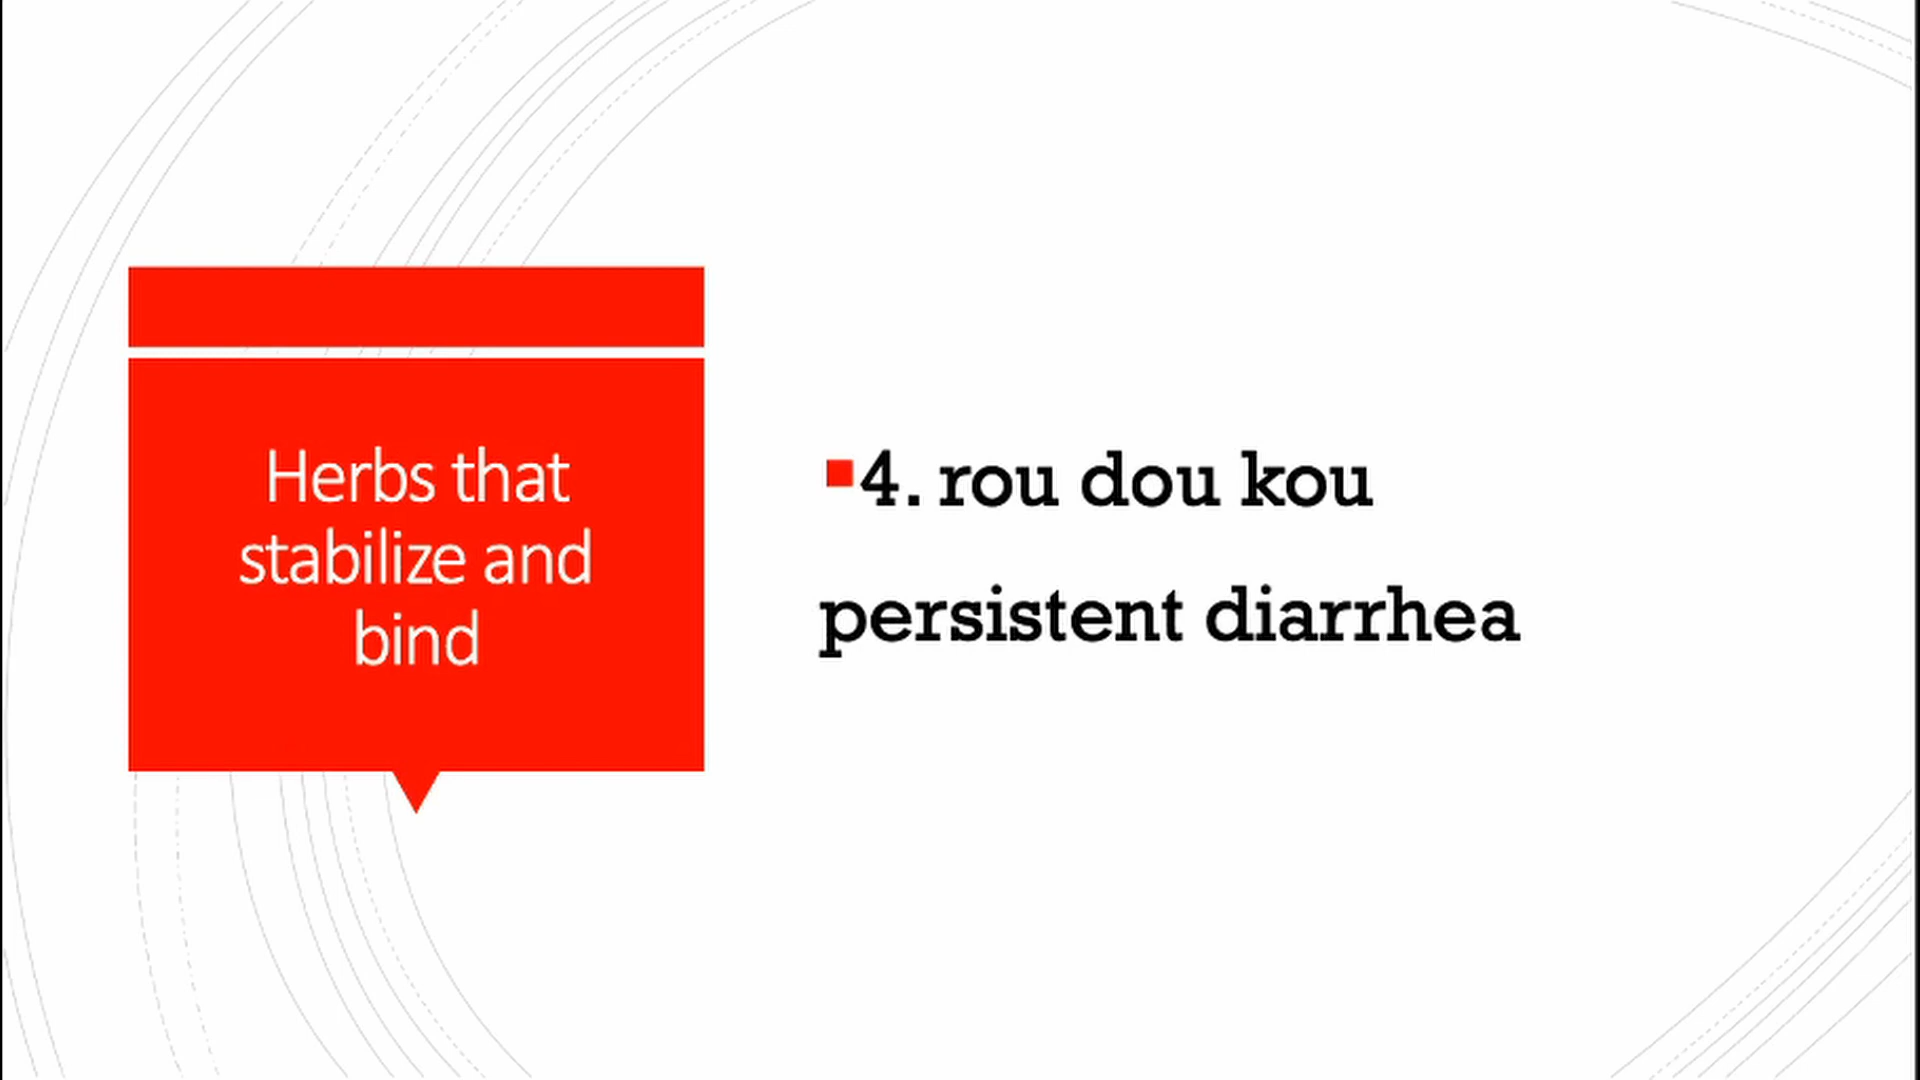 Herbs that
stabilize and
bind
4. rou dou kou
persistent diarrhea